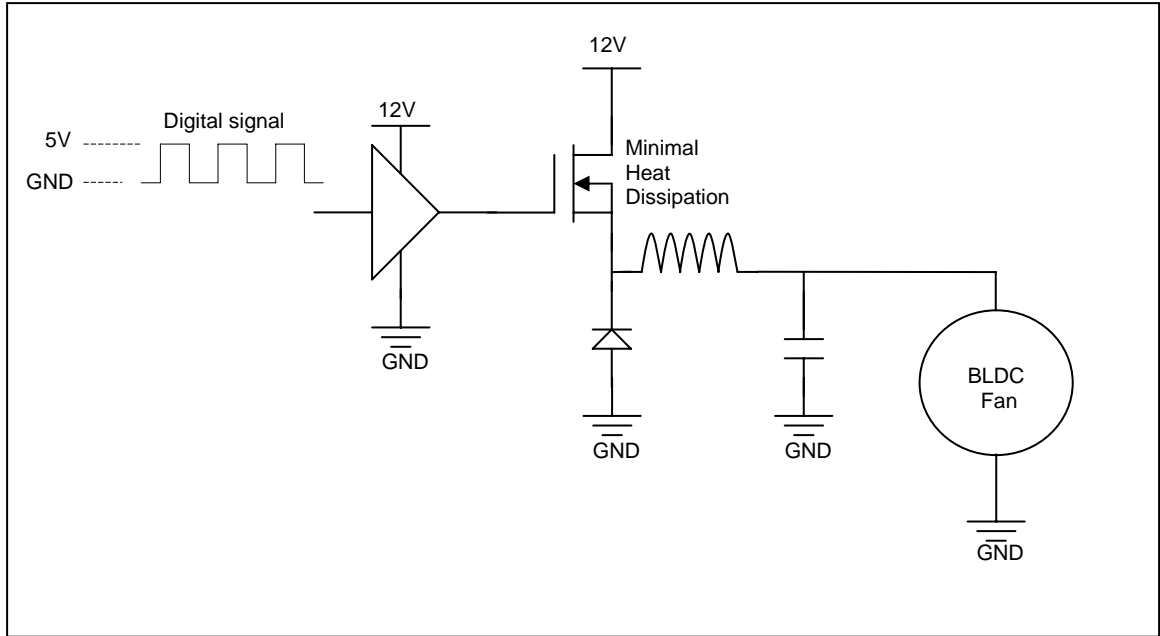 12V
12V
Digital signal
5V
GND
Minimal
Heat
Dissipation
GND
BLDC
Fan
GND
GND
GND